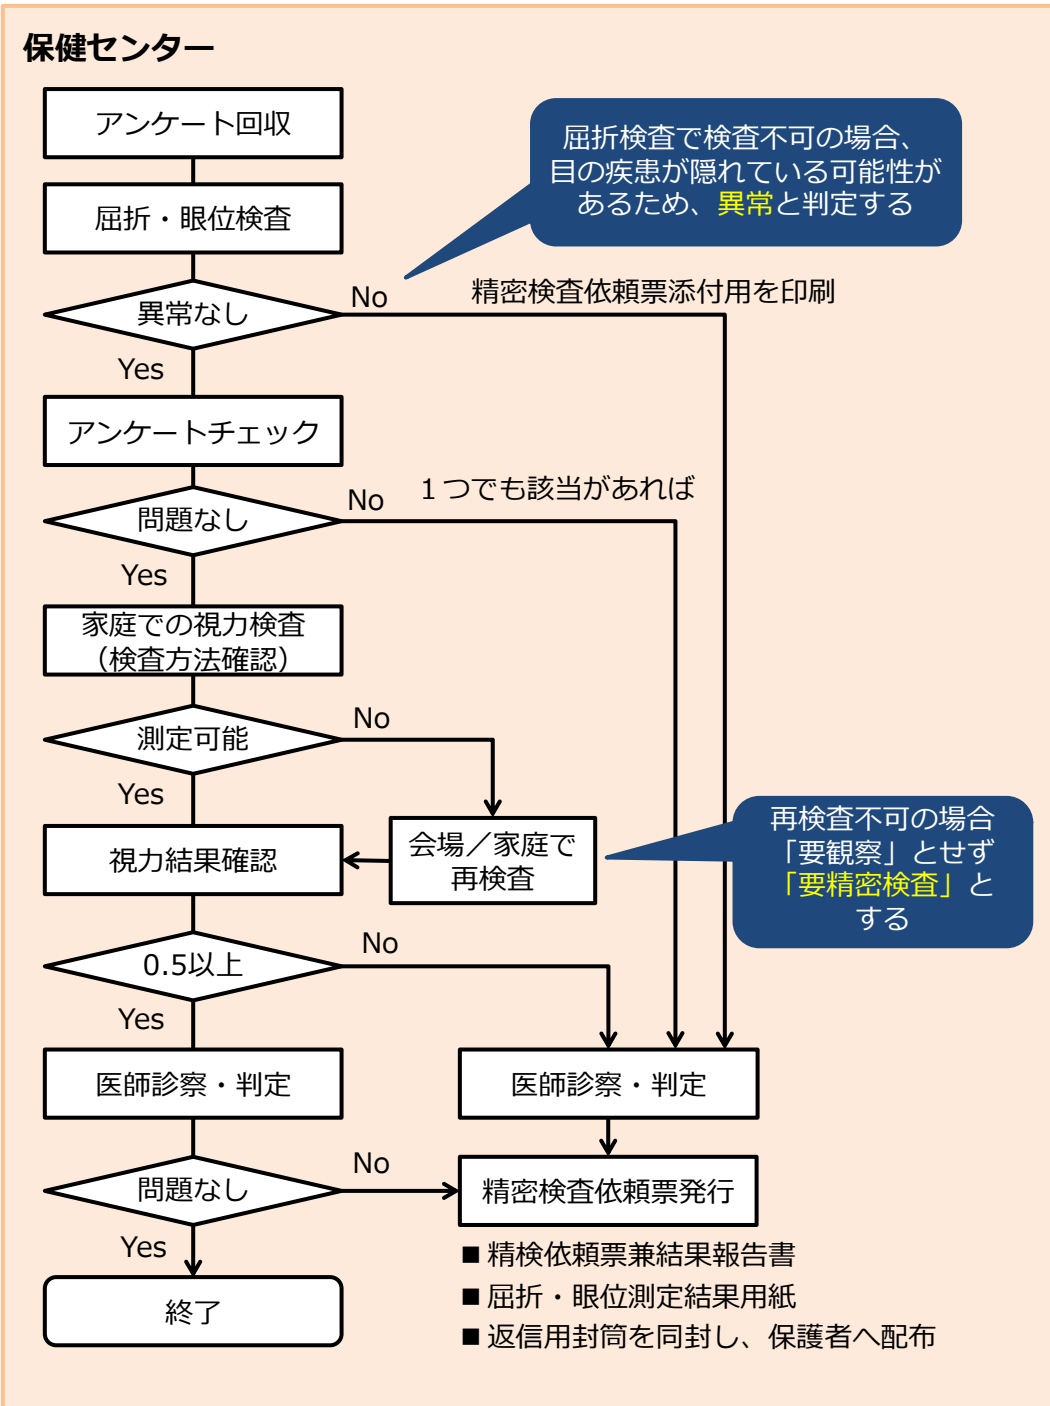 保健センター
アンケート回収
屈折検査で検査不可の場合、
目の疾患が隠れている可能性が
あるため、異常と判定する
屈折・眼位検査
異常なし
No
精密検査依頼票添付用を印刷
Yes
アンケートチェック
問題なし
No
１つでも該当があれば
Yes
家庭での視力検査
（検査方法確認）
測定可能
No
Yes
視力結果確認
会場／家庭で
再検査
再検査不可の場合
「要観察」とせず
「要精密検査」と
する
0.5以上
No
Yes
医師診察・判定
医師診察・判定
問題なし
No
精密検査依頼票発行
Yes
終了
■ 精検依頼票兼結果報告書
■ 屈折・眼位測定結果用紙
■ 返信用封筒を同封し、保護者へ配布